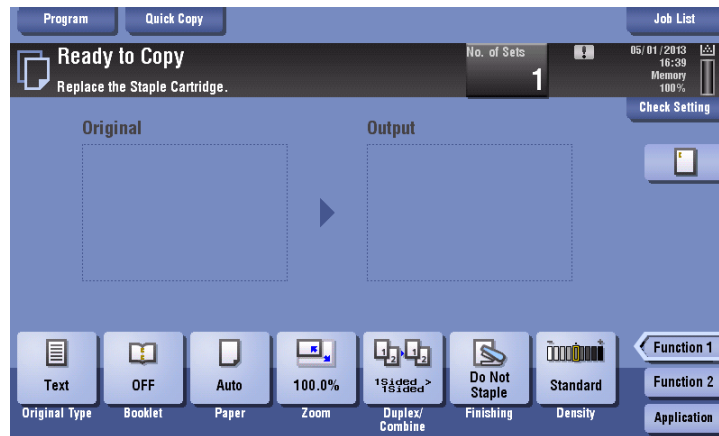 Program
Quick Copy
Job List
Ready to Copy
Replace the Staple Cartridge.
No. of Sets
1
05/01/2013
16:39
Memory
100%
Check Setting
Original
Output
Text
OFF
Auto
100.0%
1Sided >
1Sided
Do Not
Staple
Standard
Original Type
Booklet
Paper
Zoom
Duplex/
Combine
Finishing
Density
Function 1
Function 2
Application